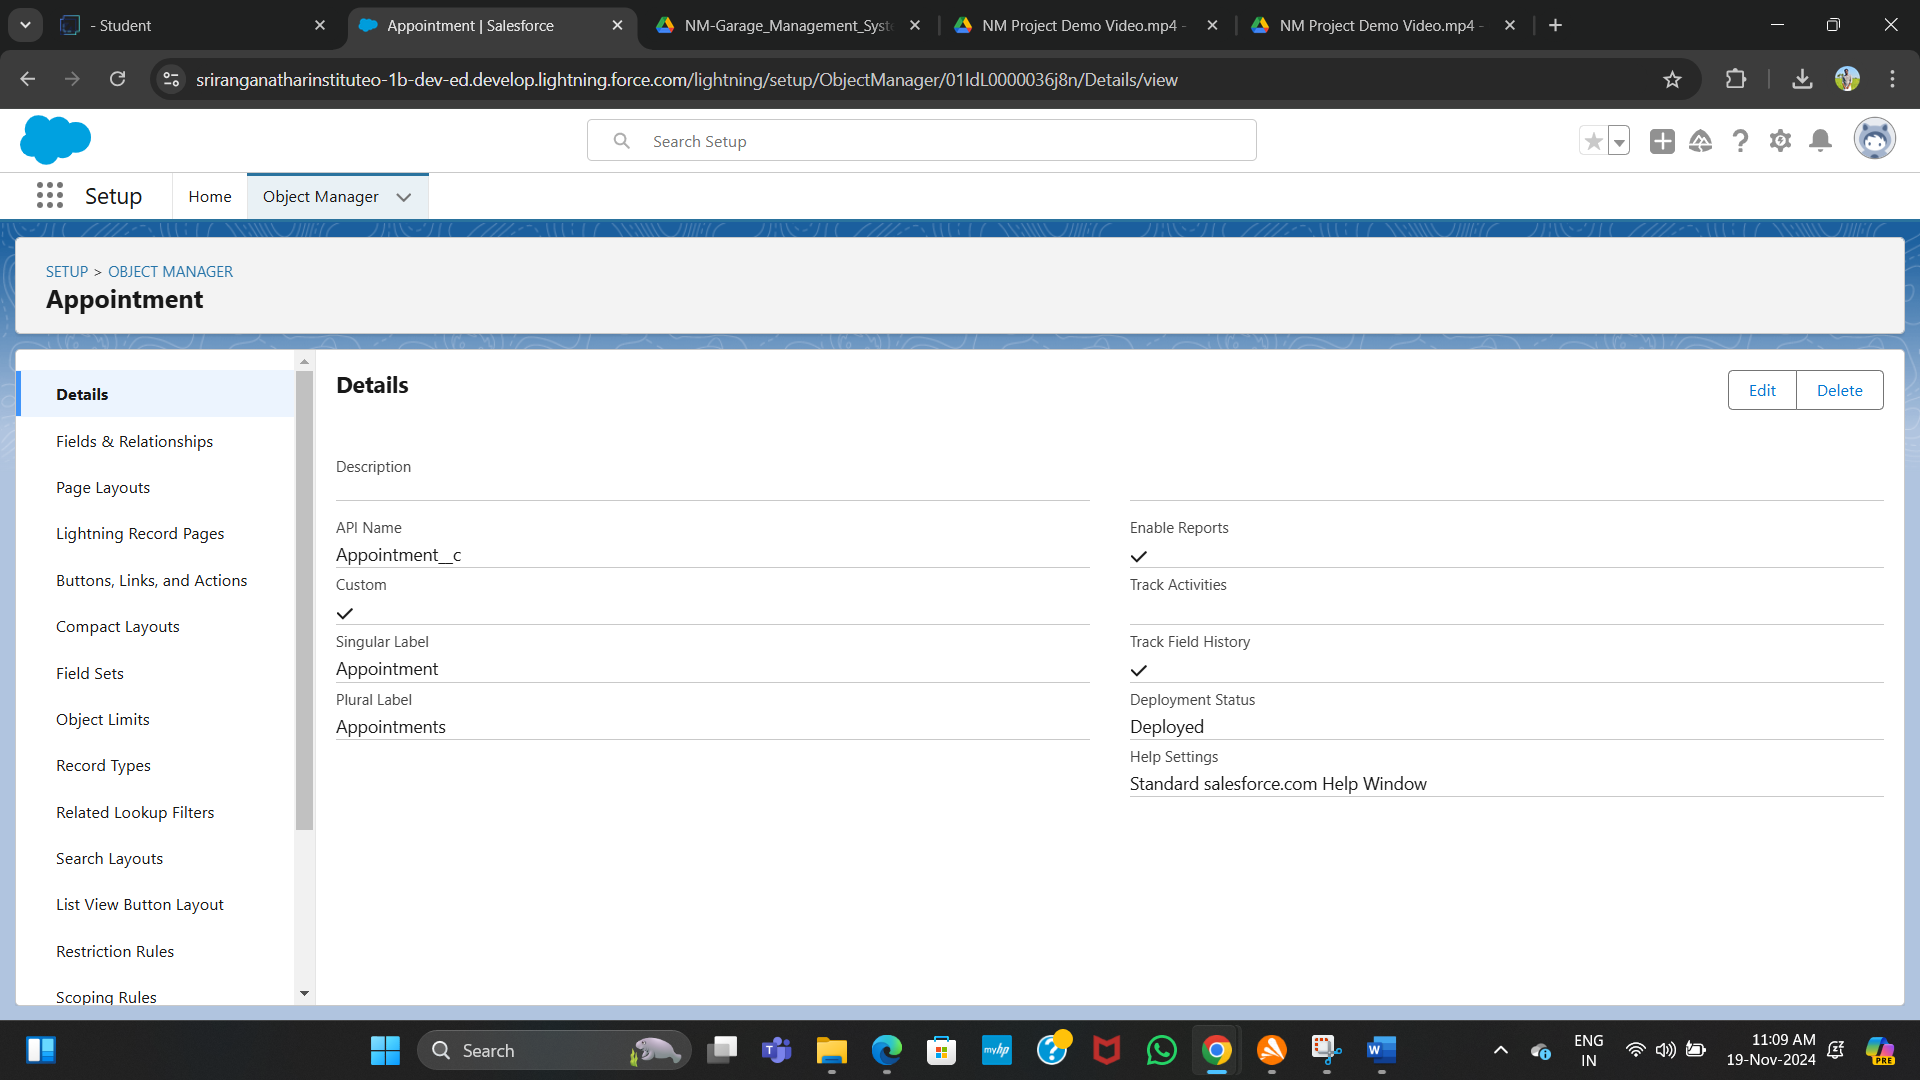 - Student
Appointment | Salesforce
NM-Garage_Management_Syste
NM Project Demo Video.mp4 -
NM Project Demo Video.mp4 -
sriranganatharinstituteo-1b-dev-ed.develop.lightning.force.com/lightning/setup/ObjectManager/01IdL0000036j8n/Details/view
Search Setup
Setup
Home
Object Manager
SETUP > OBJECT MANAGER
Appointment
Details
Fields & Relationships
Page Layouts
Lightning Record Pages
Buttons, Links, and Actions
Compact Layouts
Field Sets
Object Limits
Record Types
Related Lookup Filters
Search Layouts
List View Button Layout
Restriction Rules
Scoping Rules
Details
Edit
Delete
Description
API Name
Appointment__c
Custom
Singular Label
Appointment
Plural Label
Appointments
Enable Reports
Track Activities
Track Field History
Deployment Status
Deployed
Help Settings
Standard salesforce.com Help Window
Search
myhp
ENG
IN
11:09 AM
19-Nov-2024
PRE